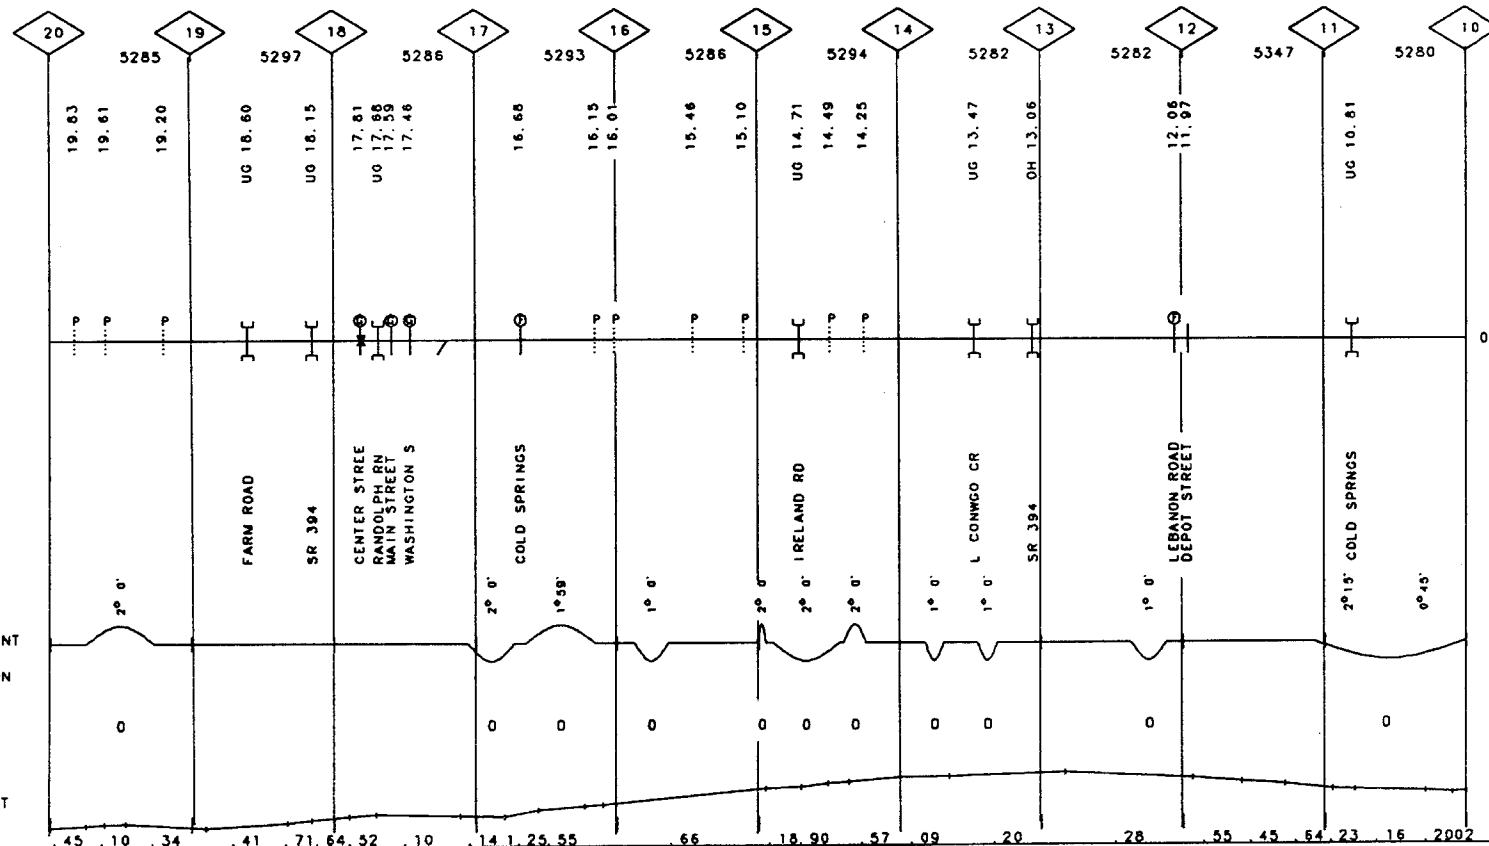 20 19 18 17 16 15 14 13 12 11 10
5285 5297 5286 5293 5286 5294 5282 5282 5347 5280
19.83
19.61
19.20
UG 18.60
UG 18.15
17.81
UG 17.68
17.59
17.46
16.68
16.15
16.01
15.46
15.10
UG 14.71
14.49
14.25
UG 13.47
OH 13.06
12.06
11.97
UG 10.81
P P P G G G F P P P P P P F
0
FARM ROAD
SR 394
CENTER STREE
RANDOLPH RN
MAIN STREET
WASHINGTON S
COLD SPRINGS
IRELAND RD
L CONWGO CR
SR 394
LEBANON ROAD
DEPOT STREET
COLD SPRNGS
2° 0' 2° 0' 1° 59' 1° 0' 2° 0' 2° 0' 2° 0' 1° 0' 1° 0' 1° 0' 2° 15' 0° 45'
NT
N
0 0 0 0 0 0 0 0 0 0 0
T
.45 .10 .34 .41 .71 .64 .52 .10 .14 1.25 .55 .66 .18 .90 .57 .09 .20 .28 .55 .45 .64 .23 .16 .2002